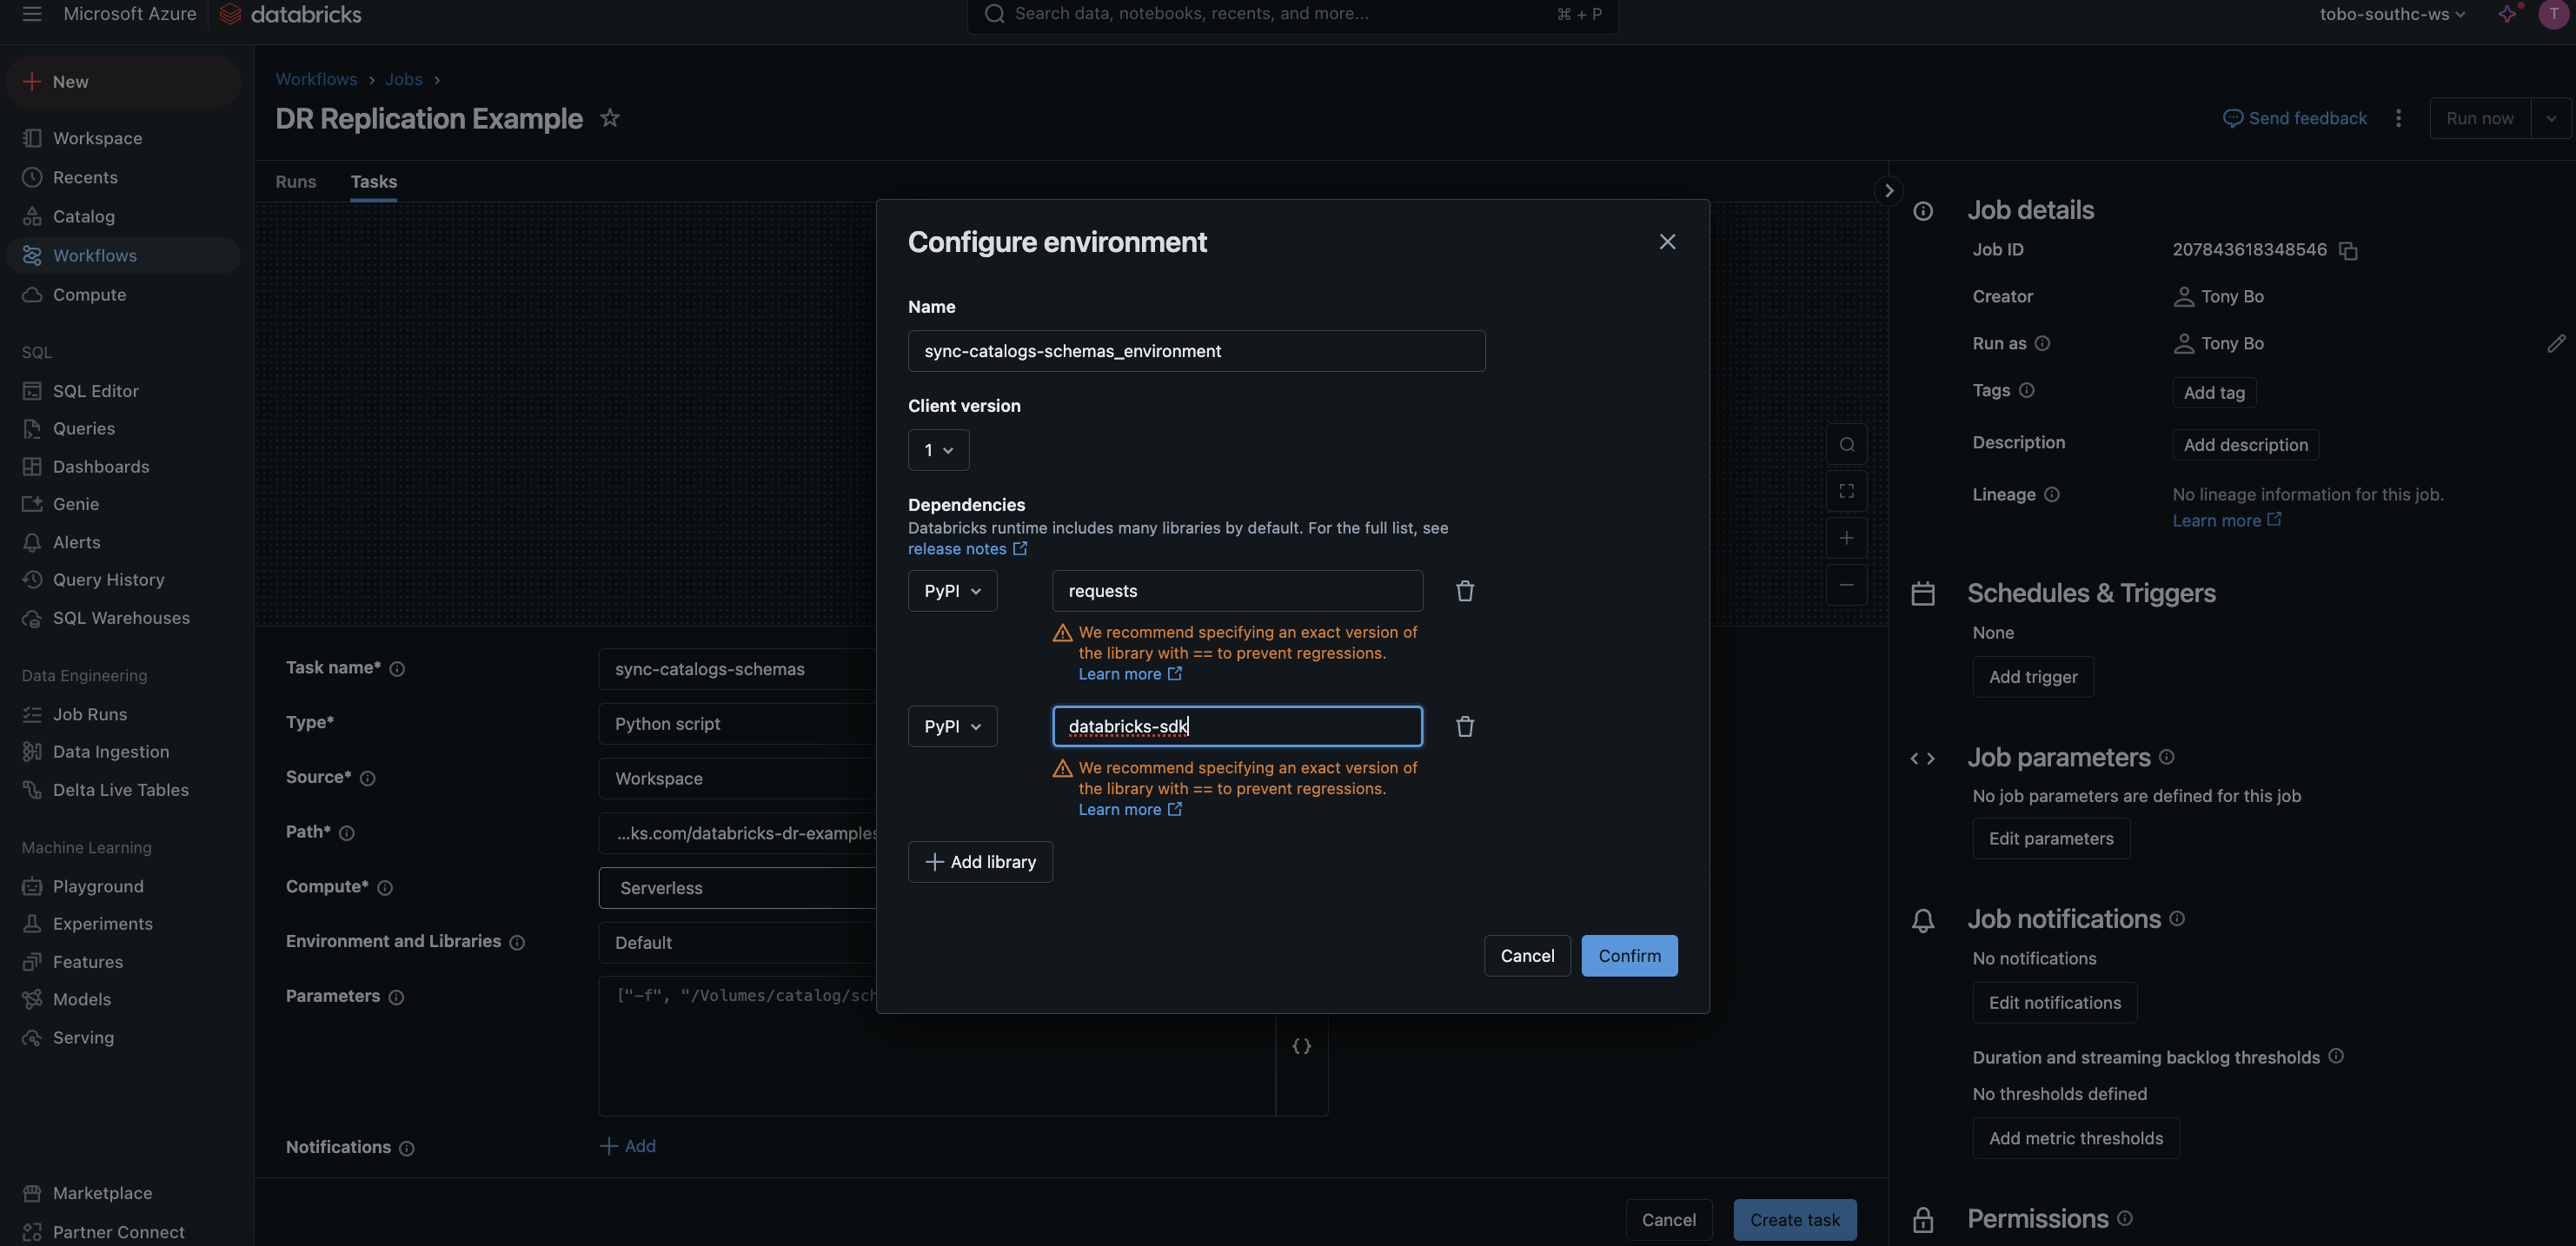 Microsoft Azure
databricks
Search data, notebooks, recents, and more...
⌘ + P
tobo-southc-ws
T
New
Workspace
Recents
Catalog
Workflows
Compute
SQL
SQL Editor
Queries
Dashboards
Genie
Alerts
Query History
SQL Warehouses
Data Engineering
Job Runs
Data Ingestion
Delta Live Tables
Machine Learning
Playground
Experiments
Features
Models
Serving
Marketplace
Partner Connect
Workflows > Jobs >
DR Replication Example
Send feedback
Run now
Runs
Tasks
Task name*
sync-catalogs-schemas
Type*
Python script
Source*
Workspace
Path*
...ks.com/databricks-dr-examples
Compute*
Serverless
Environment and Libraries
Default
Parameters
["-f", "/Volumes/catalog/sch
{}
Notifications
+ Add
Cancel
Create task
Configure environment
Name
sync-catalogs-schemas_environment
Client version
1
Dependencies
Databricks runtime includes many libraries by default. For the full list, see
release notes
PyPI
requests
We recommend specifying an exact version of
the library with == to prevent regressions.
Learn more
PyPI
databricks-sdk
We recommend specifying an exact version of
the library with == to prevent regressions.
Learn more
+ Add library
Cancel
Confirm
Job details
Job ID
207843618348546
Creator
Tony Bo
Run as
Tony Bo
Tags
Add tag
Description
Add description
Lineage
No lineage information for this job.
Learn more
Schedules & Triggers
None
Add trigger
Job parameters
No job parameters are defined for this job
Edit parameters
Job notifications
No notifications
Edit notifications
Duration and streaming backlog thresholds
No thresholds defined
Add metric thresholds
Permissions